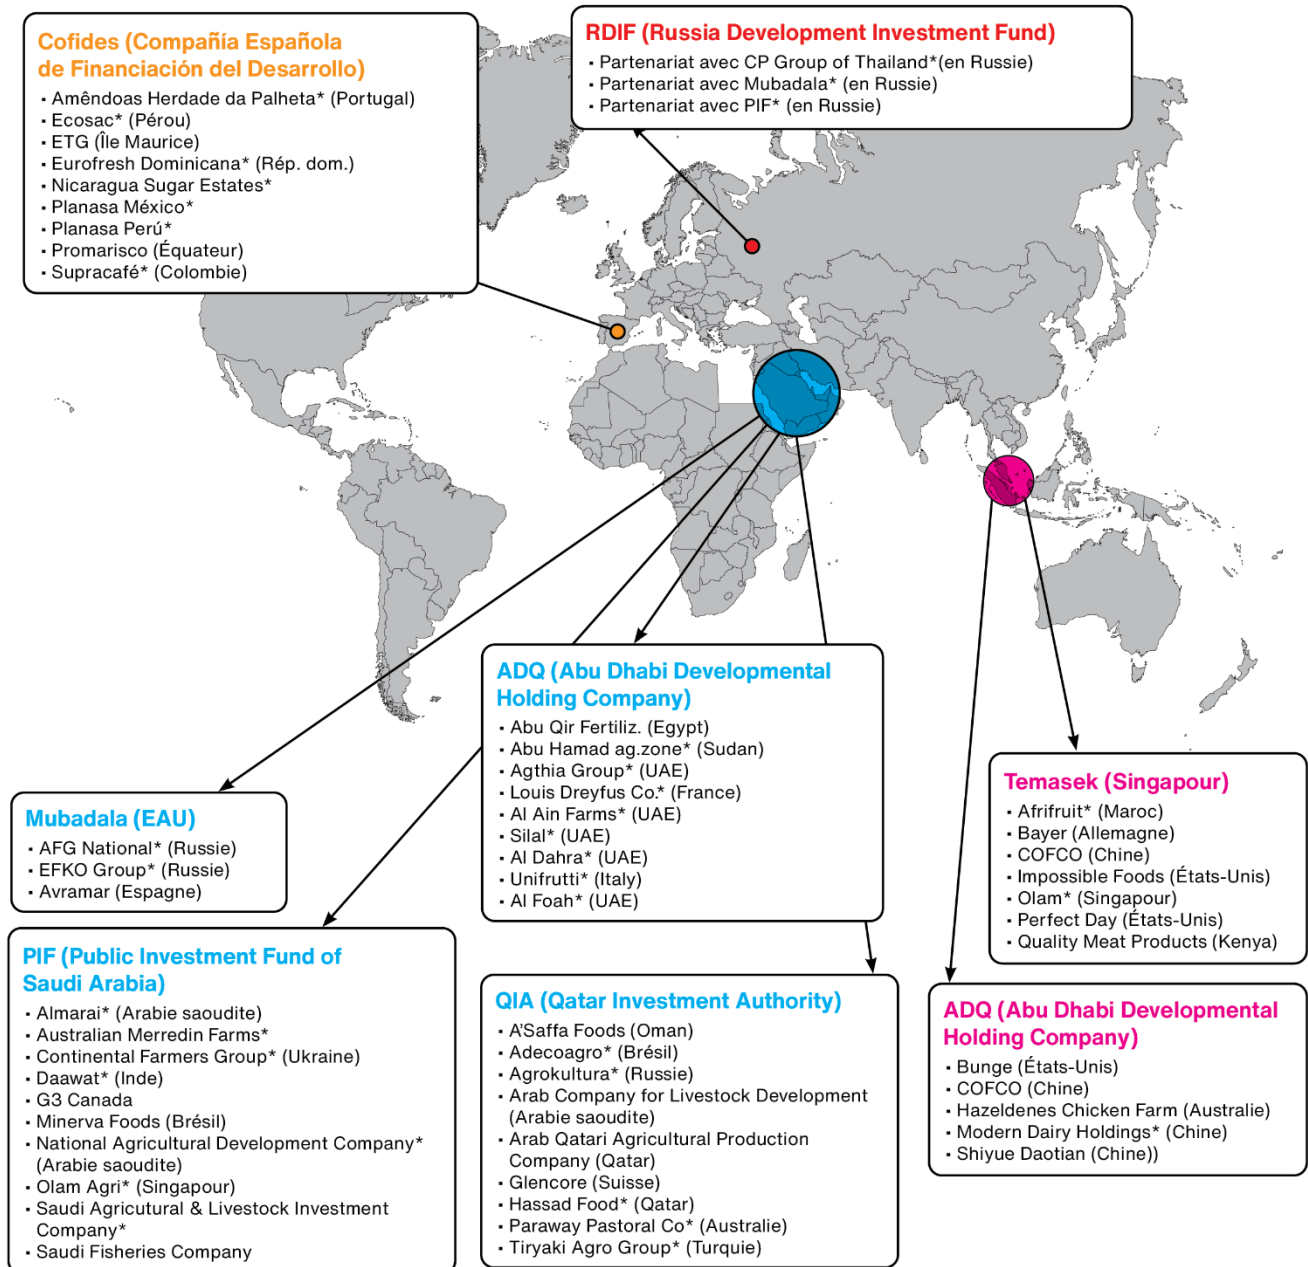 Cofides (Compañía Española
de Financiación del Desarrollo)
▪ Amêndoas Herdade da Palheta* (Portugal)
▪ Ecosac* (Pérou)
▪ ETG (Île Maurice)
▪ Eurofresh Dominicana* (Rép. dom.)
▪ Nicaragua Sugar Estates*
▪ Planasa México*
▪ Planasa Perú*
▪ Promarisco (Équateur)
▪ Supracafé* (Colombie)
RDIF (Russia Development Investment Fund)
▪ Partenariat avec CP Group of Thailand*(en Russie)
▪ Partenariat avec Mubadala* (en Russie)
▪ Partenariat avec PIF* (en Russie)
ADQ (Abu Dhabi Developmental
Holding Company)
▪ Abu Qir Fertiliz. (Egypt)
▪ Abu Hamad ag.zone* (Sudan)
▪ Agthia Group* (UAE)
▪ Louis Dreyfus Co.* (France)
▪ Al Ain Farms* (UAE)
▪ Silal* (UAE)
▪ Al Dahra* (UAE)
▪ Unifrutti* (Italy)
▪ Al Foah* (UAE)
Temasek (Singapour)
▪ Afrifruit* (Maroc)
▪ Bayer (Allemagne)
▪ COFCO (Chine)
▪ Impossible Foods (États-Unis)
▪ Olam* (Singapour)
▪ Perfect Day (États-Unis)
▪ Quality Meat Products (Kenya)
Mubadala (EAU)
▪ AFG National* (Russie)
▪ EFKO Group* (Russie)
▪ Avramar (Espagne)
PIF (Public Investment Fund of
Saudi Arabia)
▪ Almarai* (Arabie saoudite)
▪ Australian Merredin Farms*
▪ Continental Farmers Group* (Ukraine)
▪ Daawat* (Inde)
▪ G3 Canada
▪ Minerva Foods (Brésil)
▪ National Agricultural Development Company*
(Arabie saoudite)
▪ Olam Agri* (Singapour)
▪ Saudi Agricutural & Livestock Investment
Company*
▪ Saudi Fisheries Company
QIA (Qatar Investment Authority)
▪ A'Saffa Foods (Oman)
▪ Adecoagro* (Brésil)
▪ Agrokultura* (Russie)
▪ Arab Company for Livestock Development
(Arabie saoudite)
▪ Arab Qatari Agricultural Production
Company (Qatar)
▪ Glencore (Suisse)
▪ Hassad Food* (Qatar)
▪ Paraway Pastoral Co* (Australie)
▪ Tiryaki Agro Group* (Turquie)
ADQ (Abu Dhabi Developmental
Holding Company)
▪ Bunge (États-Unis)
▪ COFCO (Chine)
▪ Hazeldenes Chicken Farm (Australie)
▪ Modern Dairy Holdings* (Chine)
▪ Shiyue Daotian (Chine))